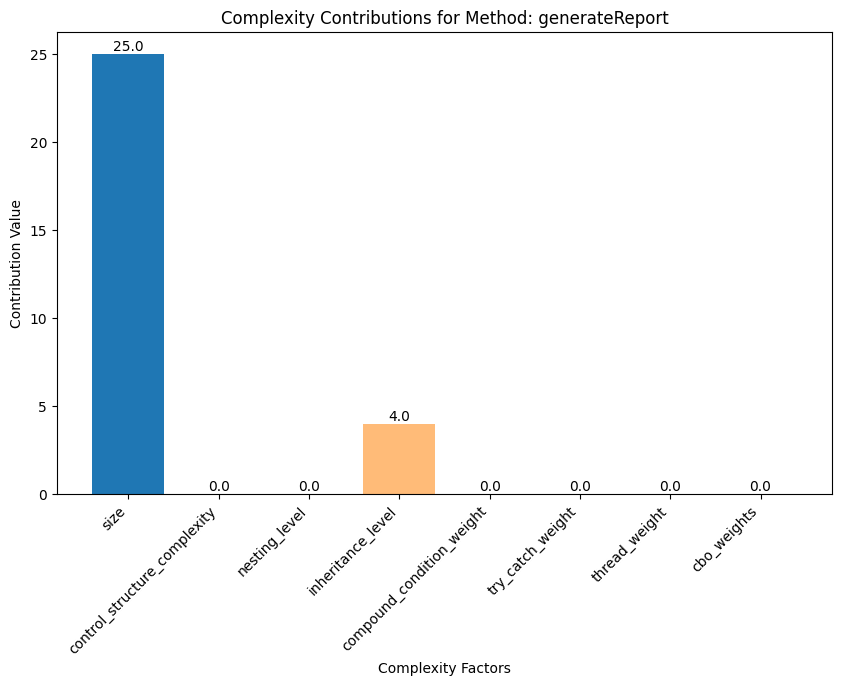 Complexity Contributions for Method: generateReport
Contribution Value
25
20
15
10
5
0
25.0
0.0
0.0
4.0
0.0
0.0
0.0
0.0
size
control_structure_complexity
nesting_level
inheritance_level
compound_condition_weight
try_catch_weight
thread_weight
cbo_weights
Complexity Factors